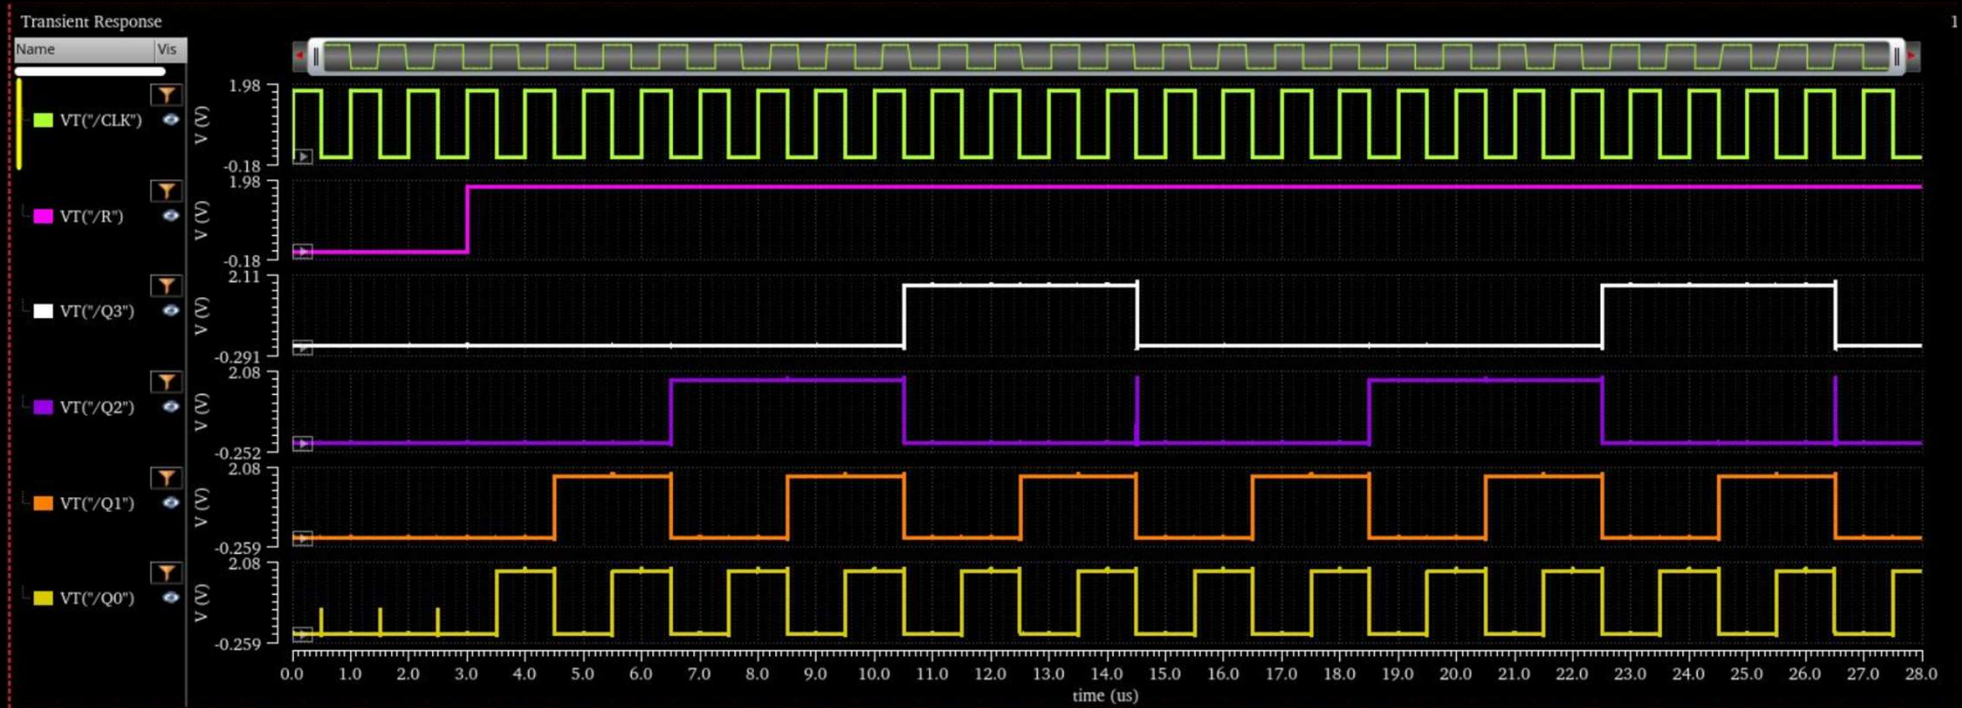 Transient Response
1
Name Vis
VT("/CLK")
V (V)
1.98
-0.18
VT("/R")
V (V)
1.98
-0.18
VT("/Q3")
V (V)
2.11
-0.291
VT("/Q2")
V (V)
2.08
-0.252
VT("/Q1")
V (V)
2.08
-0.259
VT("/Q0")
V (V)
2.08
-0.259
0.0 1.0 2.0 3.0 4.0 5.0 6.0 7.0 8.0 9.0 10.0 11.0 12.0 13.0 14.0 15.0 16.0 17.0 18.0 19.0 20.0 21.0 22.0 23.0 24.0 25.0 26.0 27.0 28.0
time (us)